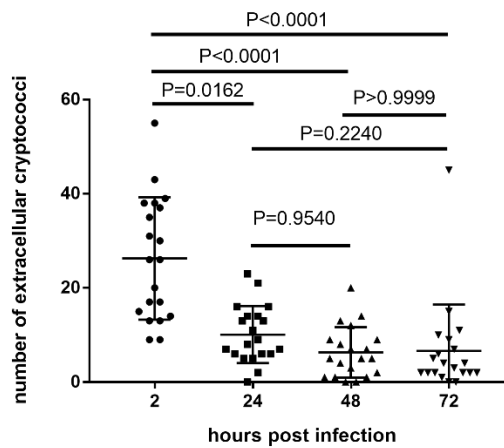 P<0.0001
P<0.0001
P>0.9999
P=0.0162
P=0.2240
P=0.9540
number of extracellular cryptococci
60
40
20
0
2 24 48 72
hours post infection